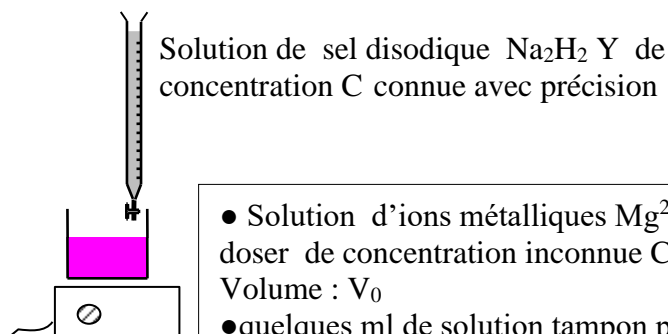 Solution de sel disodique Na₂H₂ Y de
concentration C connue avec précision
● Solution d’ions métalliques Mg²
doser de concentration inconnue C
Volume : V₀
●quelques ml de solution tampon